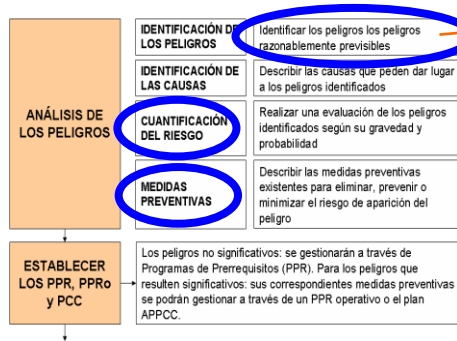 IDENTIFICACIÓN DE
LOS PELIGROS
Identificar los peligros los peligros
razonablemente previsibles
IDENTIFICACIÓN DE
LAS CAUSAS
Describir las causas que peden dar lugar
a los peligros identificados
ANÁLISIS DE
LOS PELIGROS
CUANTIFICACIÓN
DEL RIESGO
Realizar una evaluación de los peligros
identificados según su gravedad y
probabilidad
MEDIDAS
PREVENTIVAS
Describir las medidas preventivas
existentes para eliminar, prevenir o
minimizar el riesgo de aparición del
peligro
ESTABLECER
LOS PPR, PPRo
y PCC
Los peligros no significativos: se gestionarán a través de
Programas de Prerrequisitos (PPR). Para los peligros que
resulten significativos: sus correspondientes medidas preventivas
se podrán gestionar a través de un PPR operativo o el plan
APPCC.